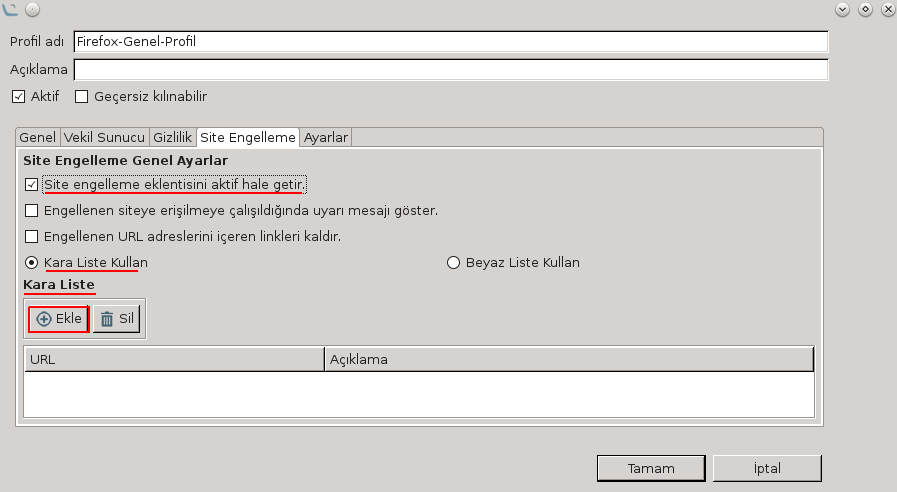 Profil adı Firefox-Genel-Profil
Açıklama
Aktif Geçersiz kılınabilir
Genel Vekil Sunucu Gizlilik Site Engelleme Ayarlar
Site Engelleme Genel Ayarlar
Site engelleme eklentisini aktif hale getir.
Engellenen siteye erişilmeye çalışıldığında uyarı mesajı göster.
Engellenen URL adreslerini içeren linkleri kaldır.
Kara Liste Kullan Beyaz Liste Kullan
Kara Liste
Ekle Sil
URL Açıklama
Tamam İptal